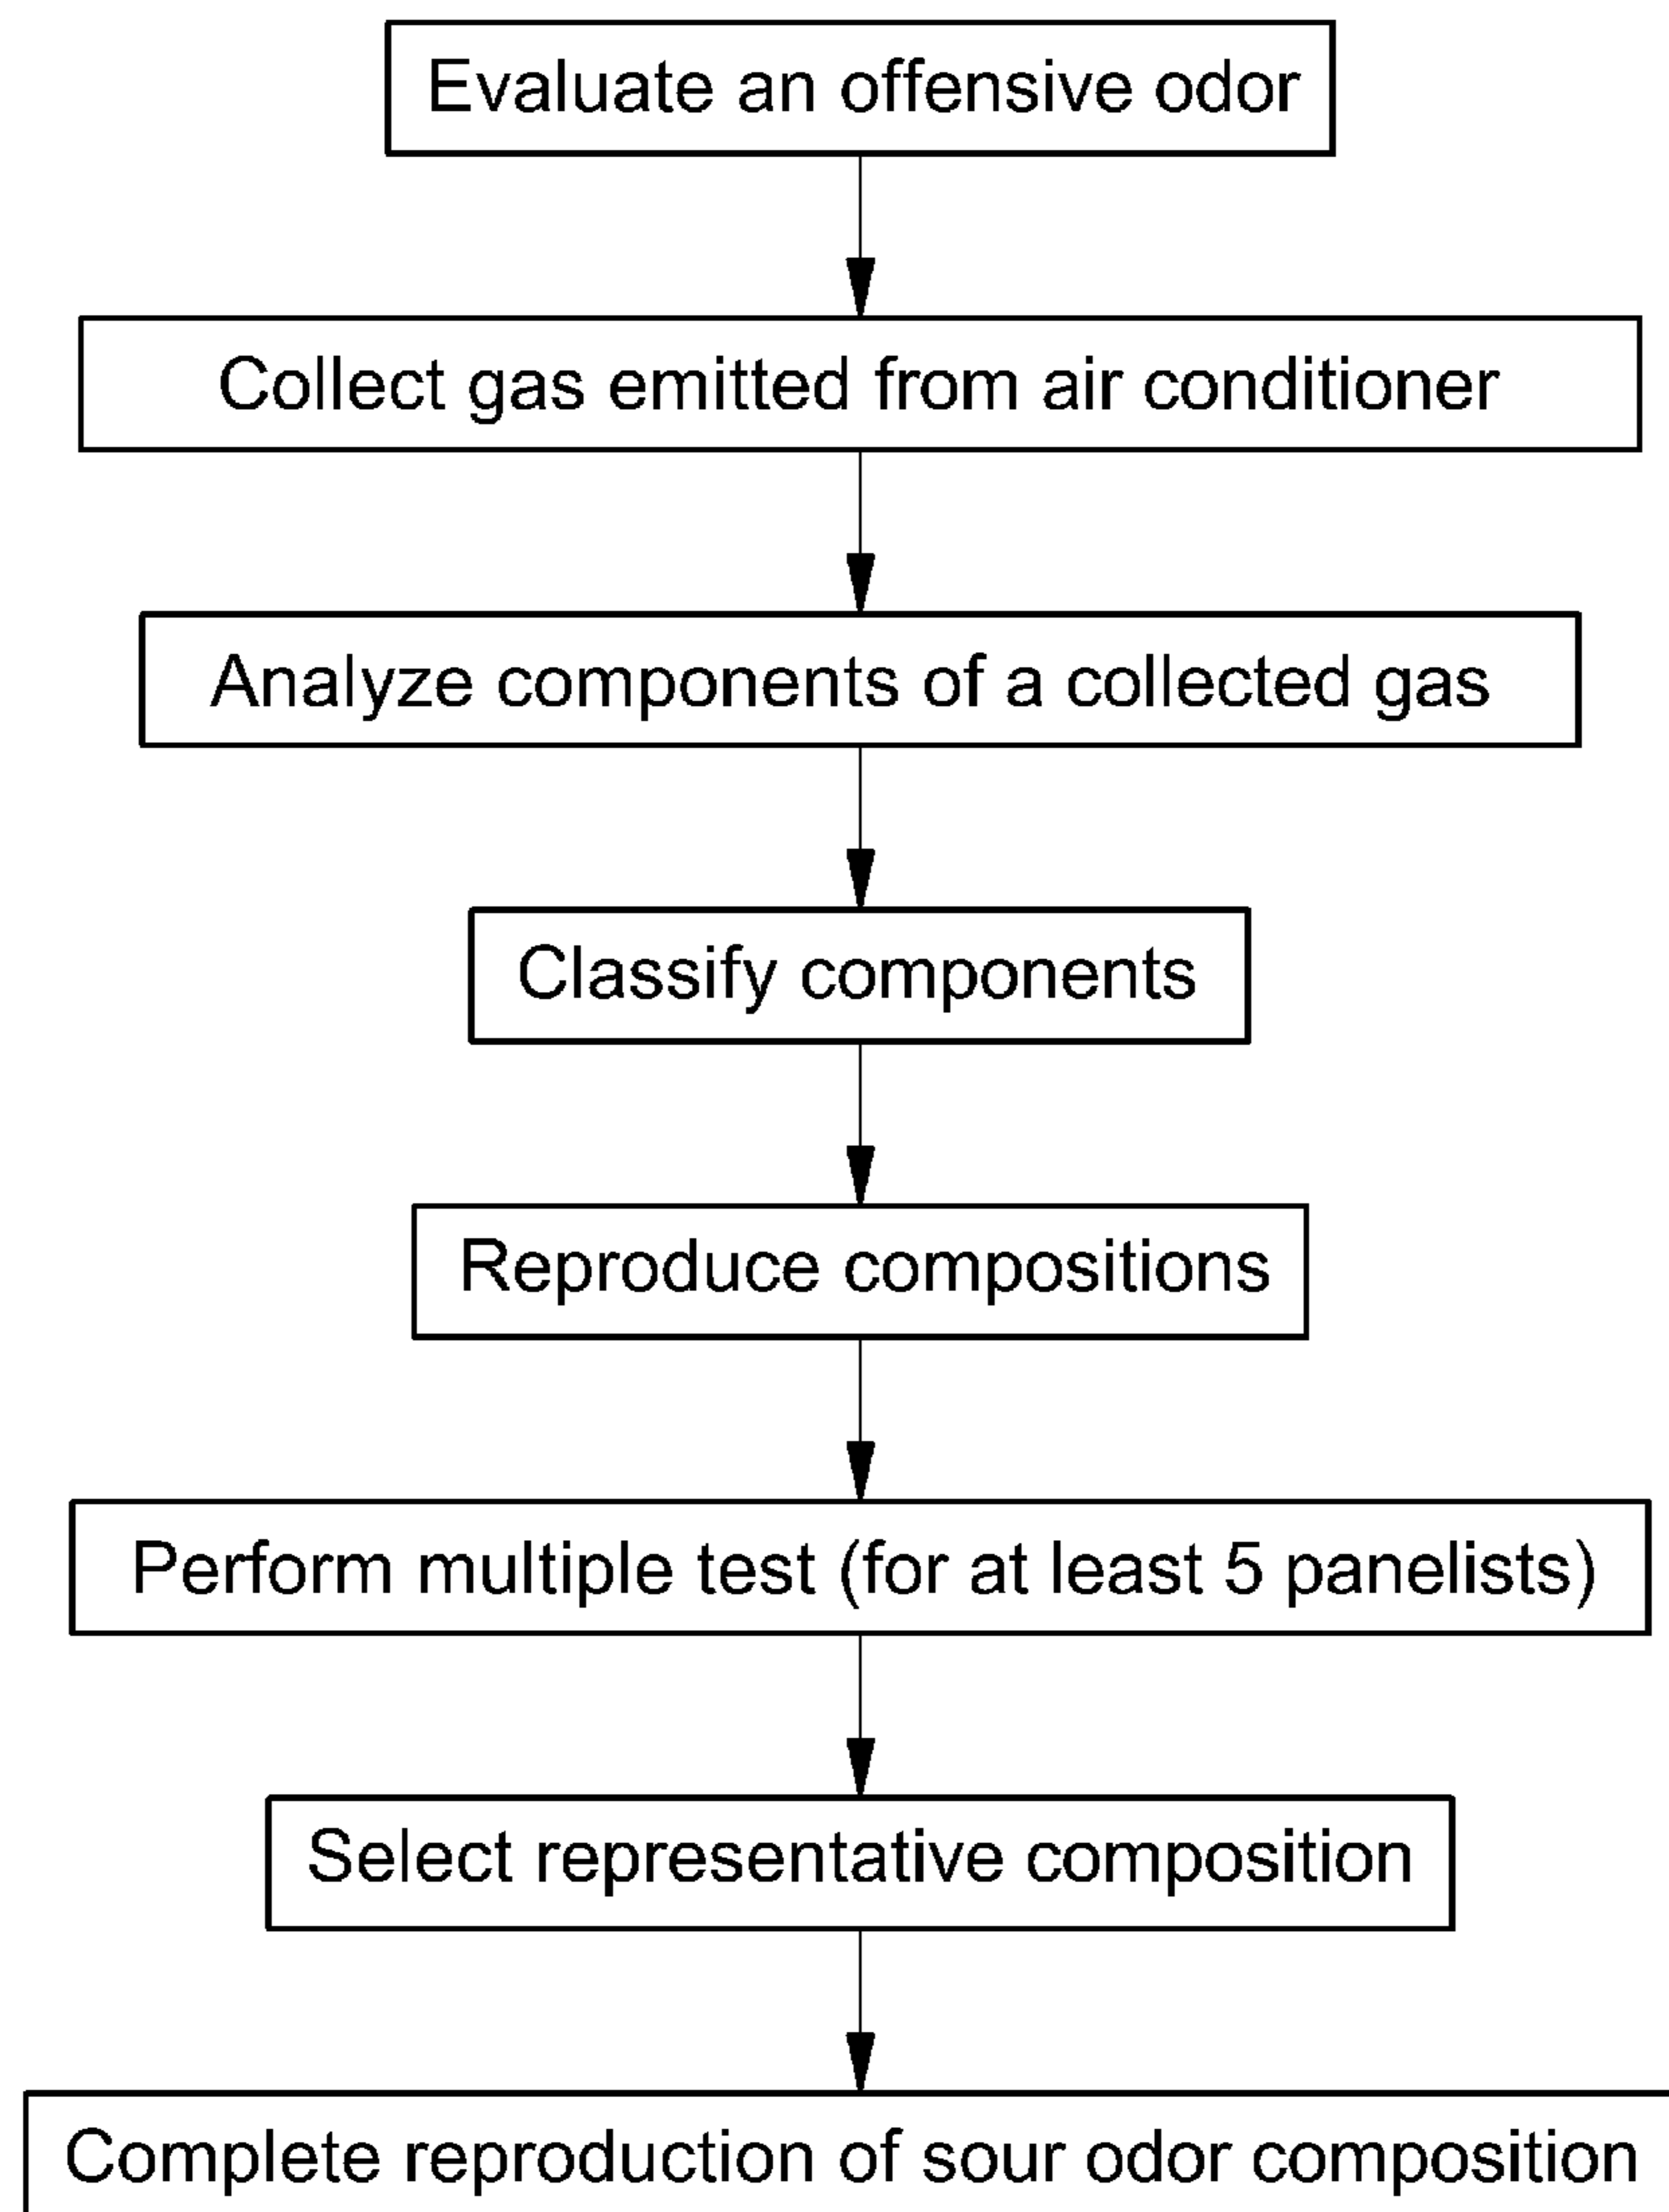 Evaluate an offensive odor
Collect gas emitted from air conditioner
Analyze components of a collected gas
Classify components
Reproduce compositions
Perform multiple test (for at least 5 panelists)
Select representative composition
Complete reproduction of sour odor composition